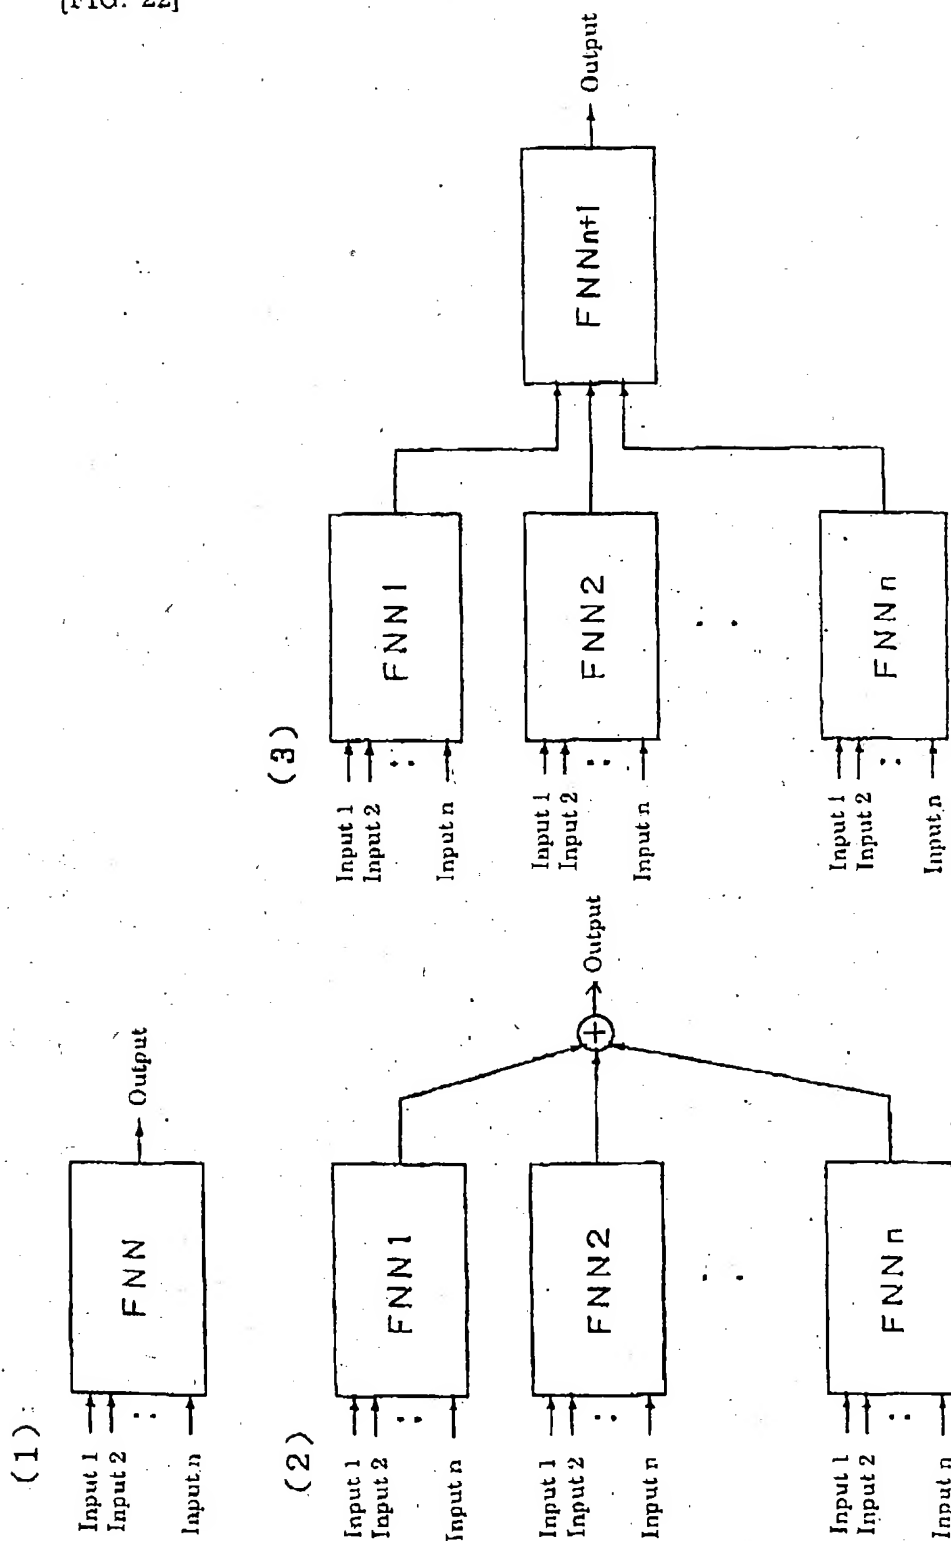 [FIG. 22]
(1)
Input 1
Input 2
Input n
FNN
Output
(2)
Input 1
Input 2
Input n
FNN1
Input 1
Input 2
Input n
FNN2
Input 1
Input 2
Input n
FNNn
+
Output
(3)
Input 1
Input 2
Input n
FNN1
Input 1
Input 2
Input n
FNN2
Input 1
Input 2
Input n
FNNn
FNNn+1
Output